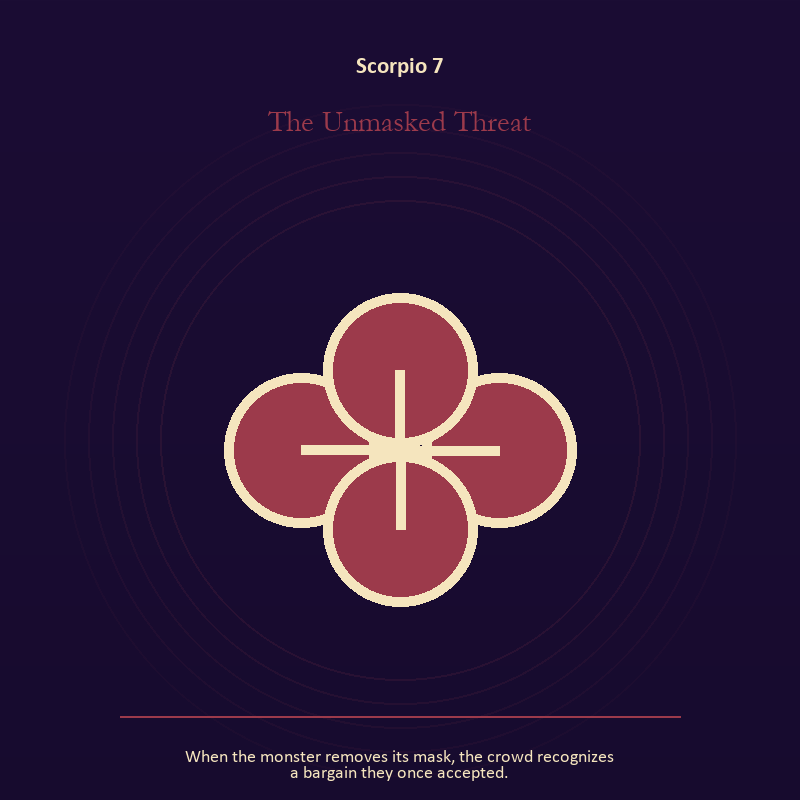 Scorpio 7
The Unmasked Threat
When the monster removes its mask, the crowd recognizes
a bargain they once accepted.